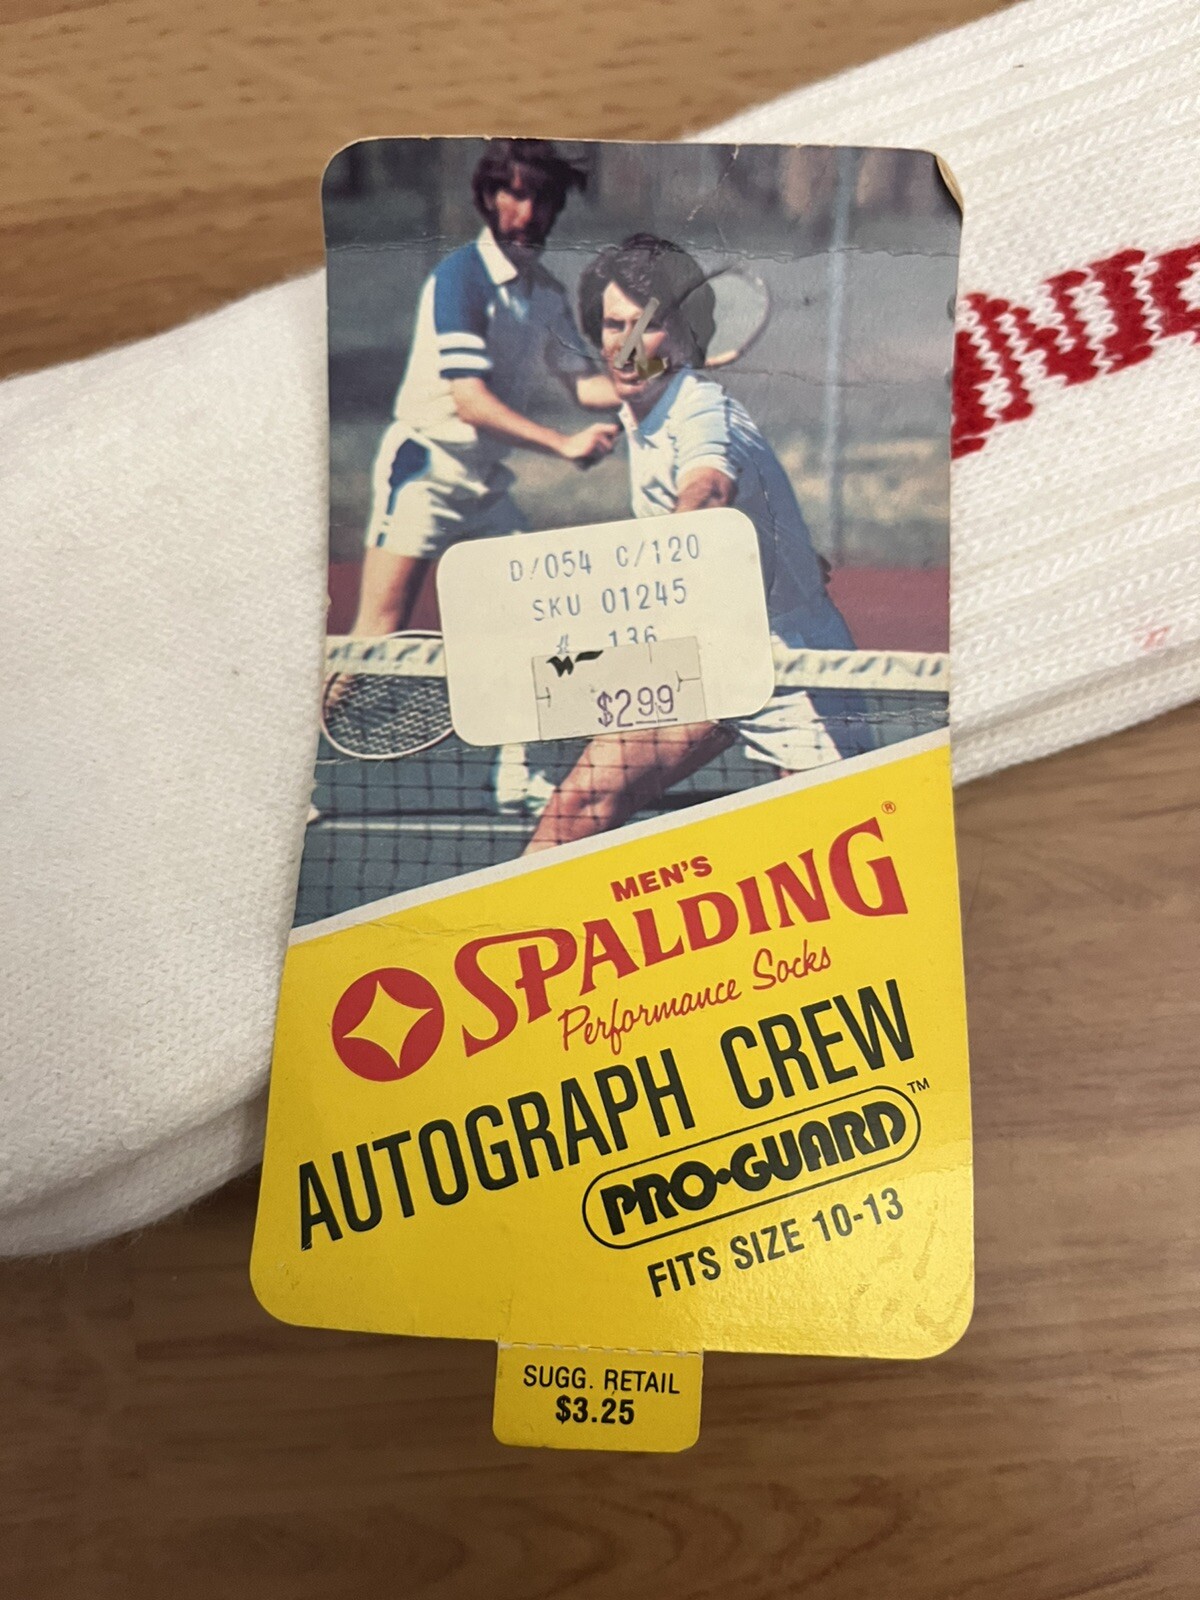 D/054 C/120
SKU 01245
# 136
$2.99
MEN'S
SPALDING®
Performance Socks
AUTOGRAPH CREW
PRO•GUARD™
FITS SIZE 10-13
SUGG. RETAIL
$3.25